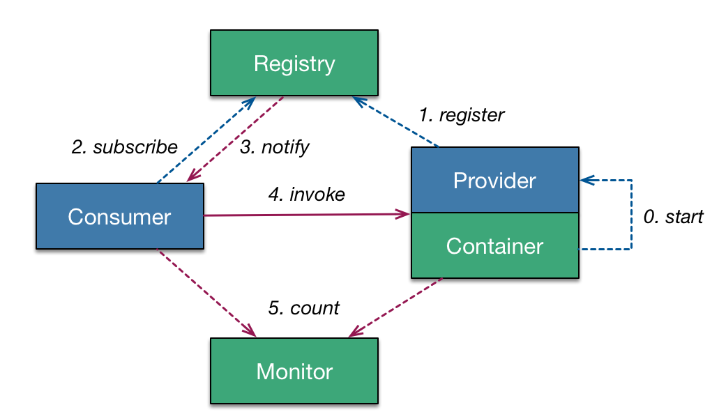 Registry
1. register
2. subscribe
3. notify
Provider
4. invoke
Consumer
0. start
Container
5. count
Monitor